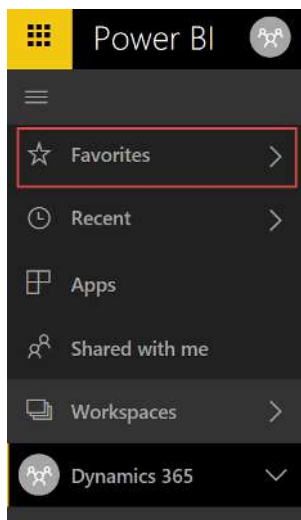 Power BI
Favorites
Recent
Apps
Shared with me
Workspaces
Dynamics 365